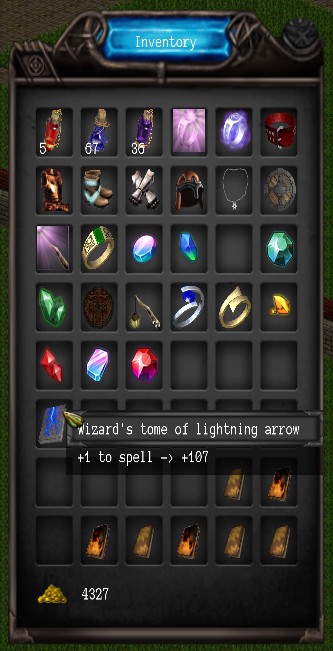 Inventory
5 67 36
Wizard's tome of lightning arrow
+1 to spell -> +107
4327